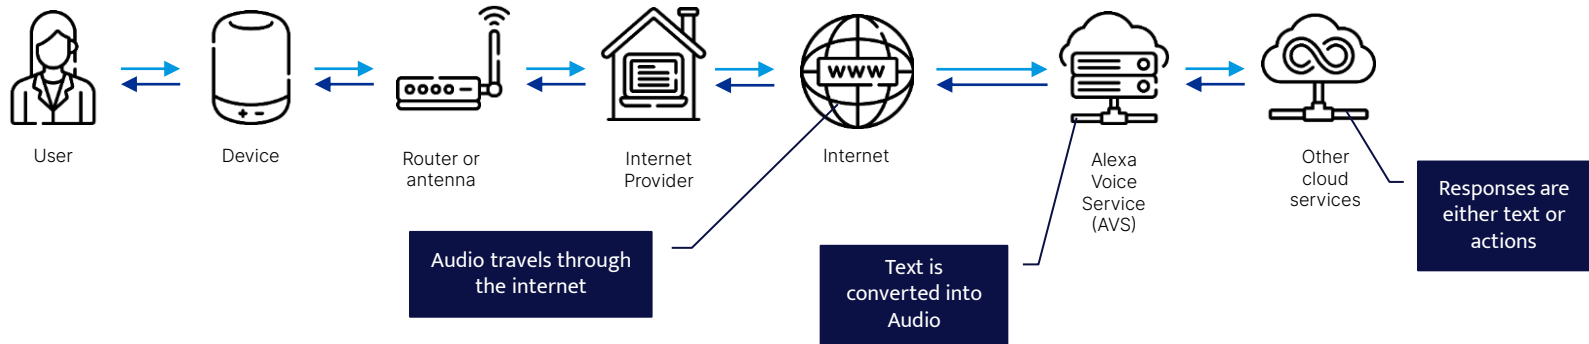 WWW
User
Device
Router or
antenna
Internet
Provider
Internet
Alexa
Voice
Service
(AVS)
Other
cloud
services
Audio travels through
the internet
Text is
converted into
Audio
Responses are
either text or
actions